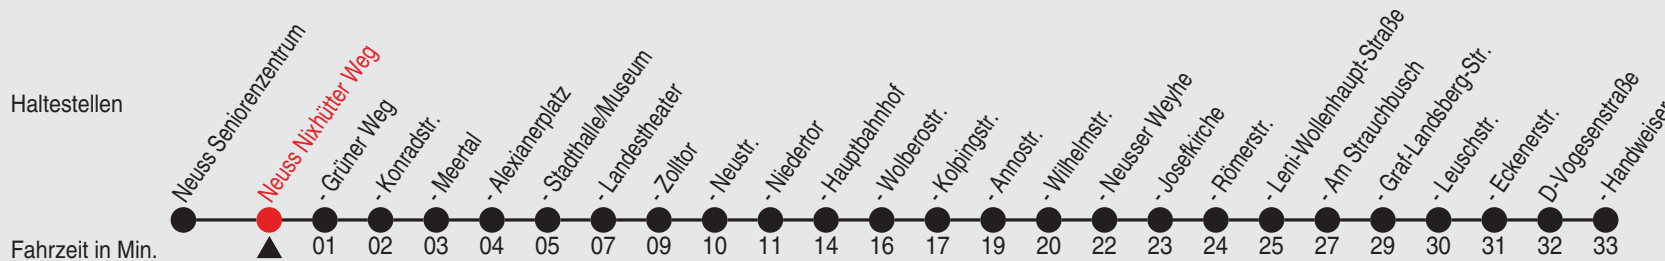 Haltestellen
Neuss Seniorenzentrum
Neuss Nixhütter Weg
- Grüner Weg
- Konradstr.
- Meertal
- Alexianerplatz
- Stadthalle/Museum
- Landestheater
- Zolltor
- Neustr.
- Niedertor
- Hauptbahnhof
- Wolberostr.
- Kolpingstr.
- Annostr.
- Wilhelmstr.
- Neusser Weyhe
- Josefkirche
- Römerstr.
- Leni-Wollenhaupt-Straße
- Am Strauchbusch
- Graf-Landsberg-Str.
- Leuschstr.
- Eckenerstr.
D-Vogesenstraße
- Handweiser
Fahrzeit in Min. 01 02 03 04 05 07 09 10 11 14 16 17 19 20 22 23 24 25 27 29 30 31 32 33